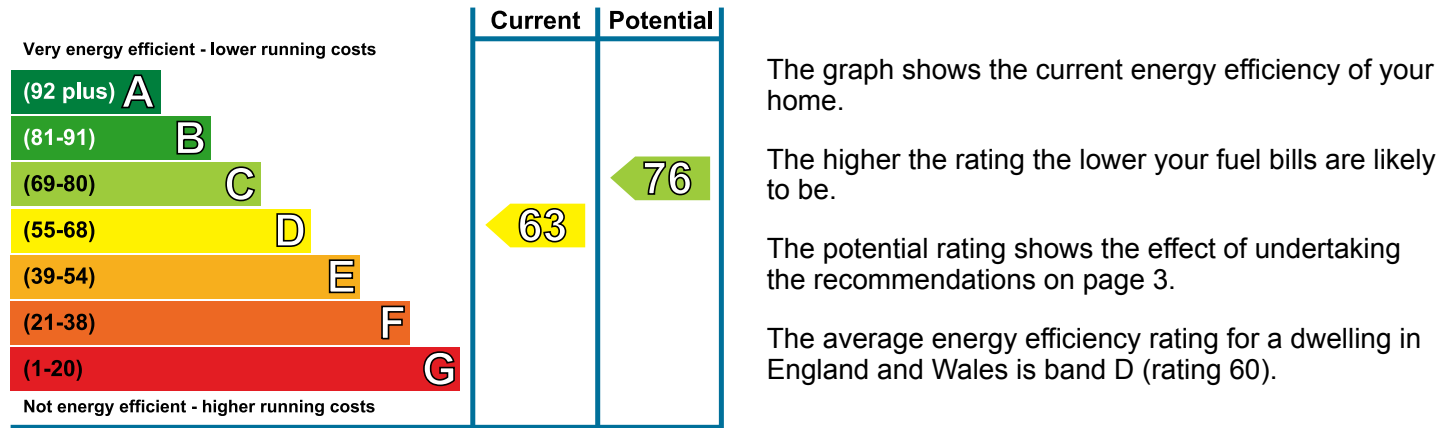 Current Potential
Very energy efficient - lower running costs
(92 plus) A
(81-91) B
(69-80) C
(55-68) D
(39-54) E
(21-38) F
(1-20) G
Not energy efficient - higher running costs
63
76
The graph shows the current energy efficiency of your
home.
The higher the rating the lower your fuel bills are likely
to be.
The potential rating shows the effect of undertaking
the recommendations on page 3.
The average energy efficiency rating for a dwelling in
England and Wales is band D (rating 60).